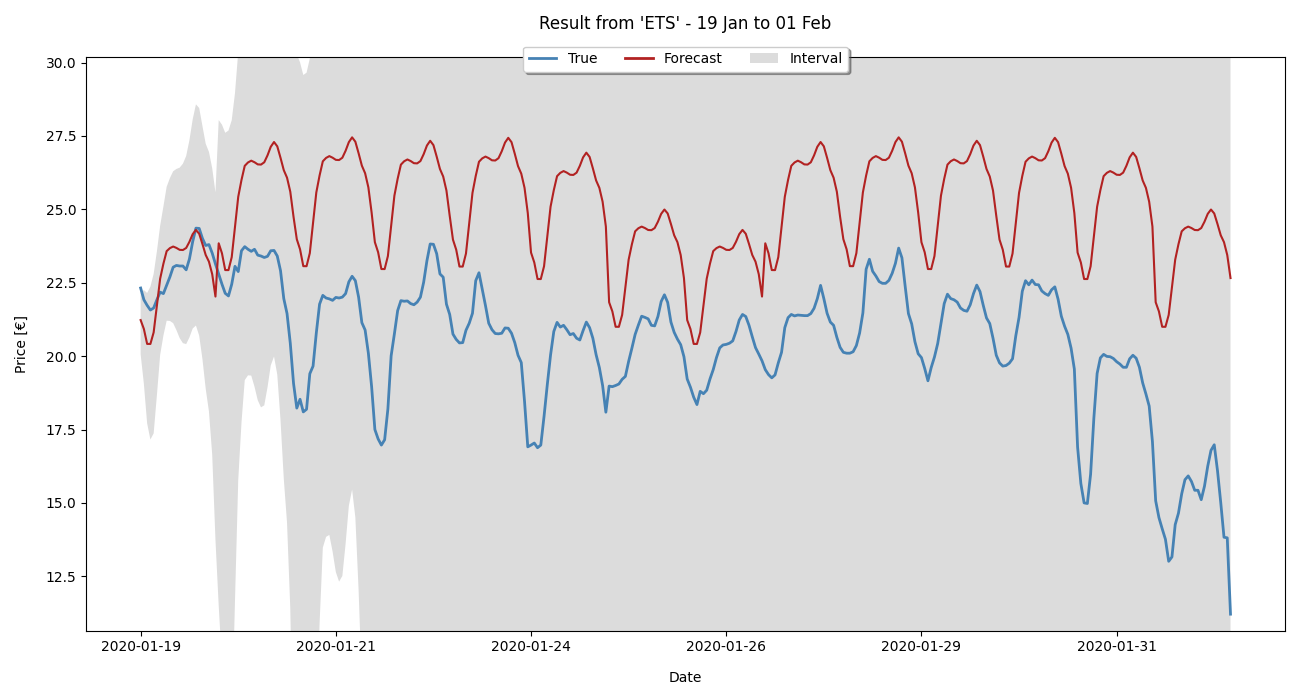 Result from 'ETS' - 19 Jan to 01 Feb
True Forecast Interval
30.0
27.5
25.0
22.5
20.0
17.5
15.0
12.5
Price [€]
2020-01-19 2020-01-21 2020-01-24 2020-01-26 2020-01-29 2020-01-31
Date